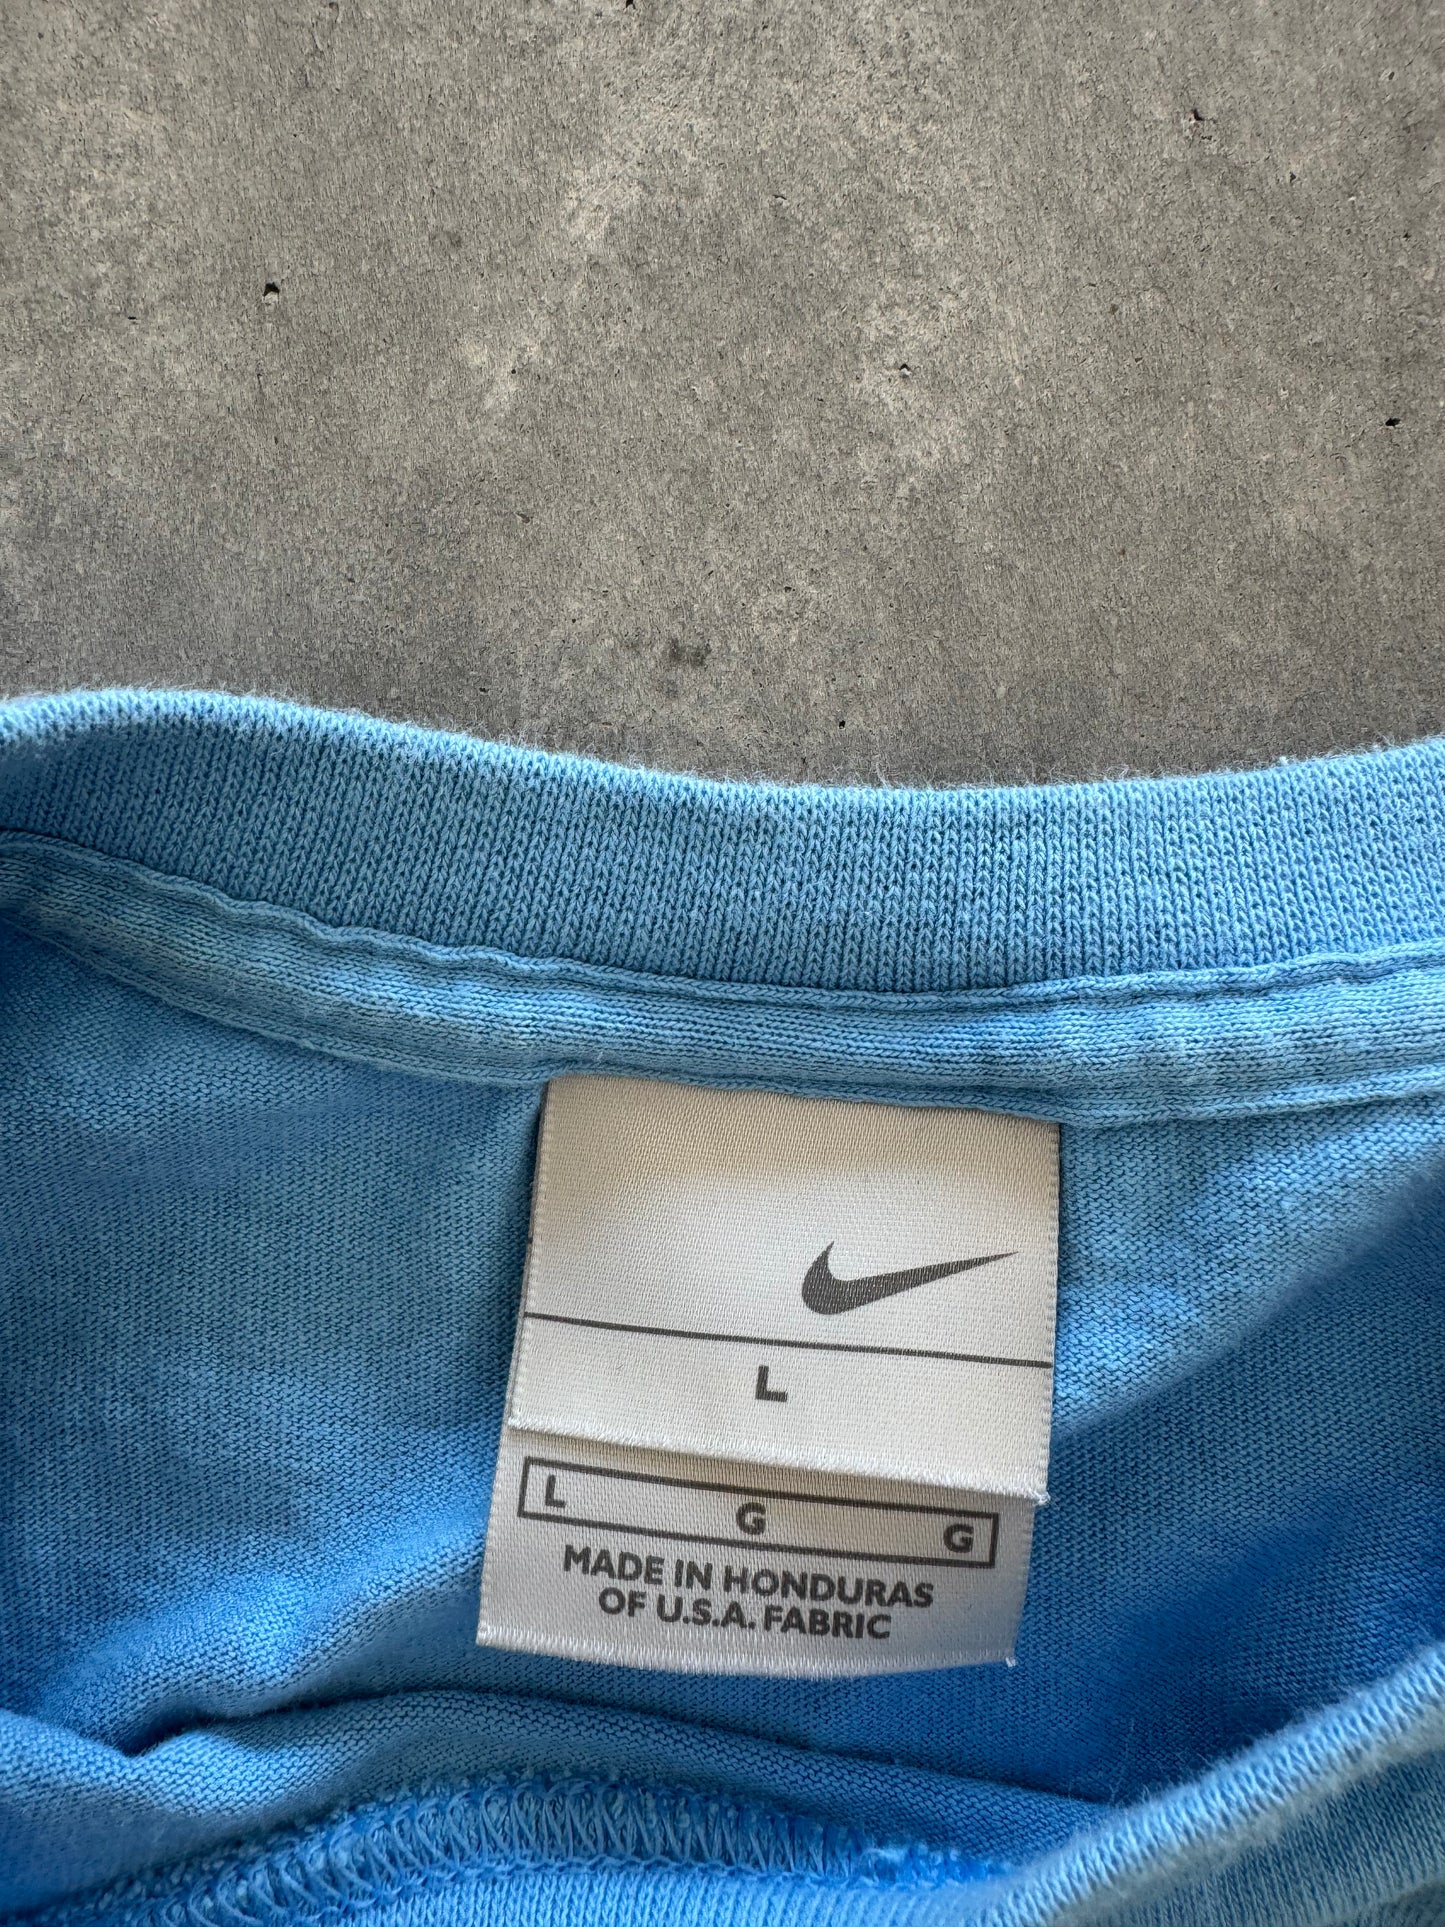 L
L G G
MADE IN HONDURAS
OF U.S.A. FABRIC